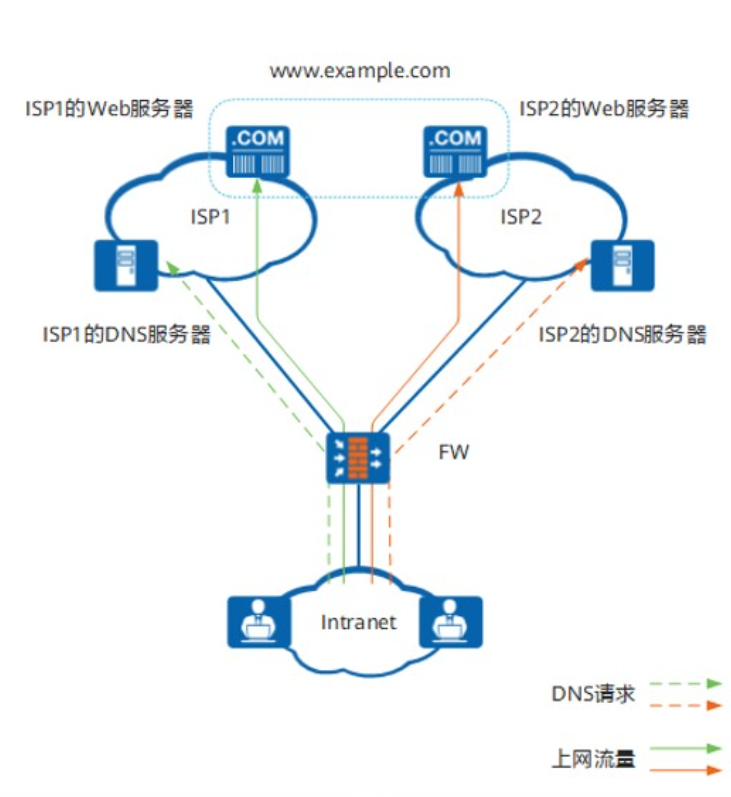 www.example.com
ISP1的Web服务器
ISP2的Web服务器
.COM
.COM
ISP1
ISP2
ISP1的DNS服务器
ISP2的DNS服务器
FW
Intranet
DNS请求
上网流量